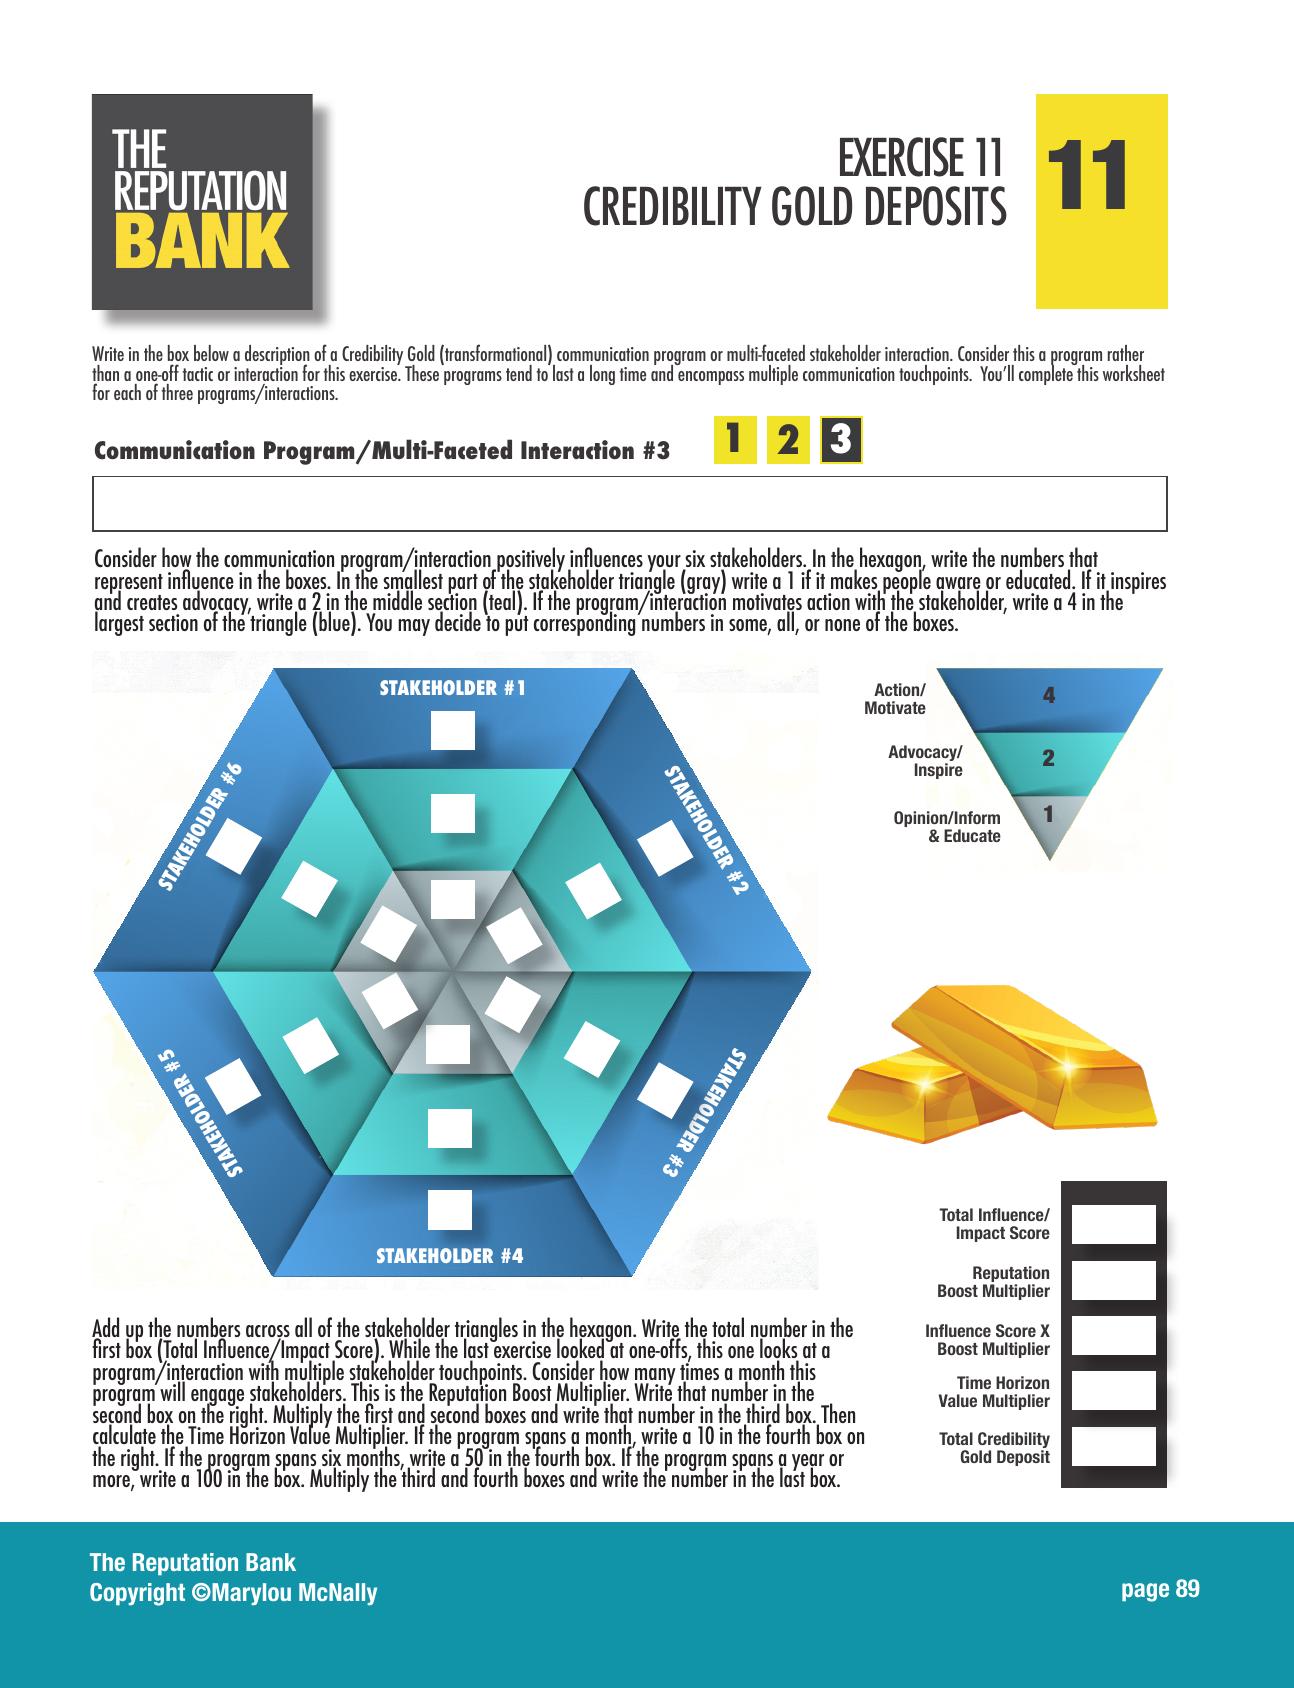 THE
REPUTATION
BANK
EXERCISE 11
CREDIBILITY GOLD DEPOSITS
11
Write in the box below a description of a Credibility Gold (transformational) communication program or multi-faceted stakeholder interaction. Consider this a program rather
than a one-off tactic or interaction for this exercise. These programs tend to last a long time and encompass multiple communication touchpoints. You'll complete this worksheet
for each of three programs/interactions.
Communication Program/Multi-Faceted Interaction #3
1 2 3
Consider how the communication program/interaction positively influences your six stakeholders. In the hexagon, write the numbers that
represent influence in the boxes. In the smallest part of the stakeholder triangle (gray) write a 1 if it makes people aware or educated. If it inspires
and creates advocacy, write a 2 in the middle section (teal). If the program/interaction motivates action with the stakeholder, write a 4 in the
largest section of the triangle (blue). You may decide to put corresponding numbers in some, all, or none of the boxes.
STAKEHOLDER #1
STAKEHOLDER #2
STAKEHOLDER #3
STAKEHOLDER #4
STAKEHOLDER #5
STAKEHOLDER #6
Action/
Motivate
4
Advocacy/
Inspire
2
Opinion/Inform
& Educate
1
Total Influence/
Impact Score
Reputation
Boost Multiplier
Influence Score X
Boost Multiplier
Time Horizon
Value Multiplier
Total Credibility
Gold Deposit
Add up the numbers across all of the stakeholder triangles in the hexagon. Write the total number in the
first box (Total Influence/Impact Score). While the last exercise looked at one-offs, this one looks at a
program/interaction with multiple stakeholder touchpoints. Consider how many times a month this
program will engage stakeholders. This is the Reputation Boost Multiplier. Write that number in the
second box on the right. Multiply the first and second boxes and write that number in the third box. Then
calculate the Time Horizon Value Multiplier. If the program spans a month, write a 10 in the fourth box on
the right. If the program spans six months, write a 50 in the fourth box. If the program spans a year or
more, write a 100 in the box. Multiply the third and fourth boxes and write the number in the last box.
The Reputation Bank
Copyright ©Marylou McNally
page 89